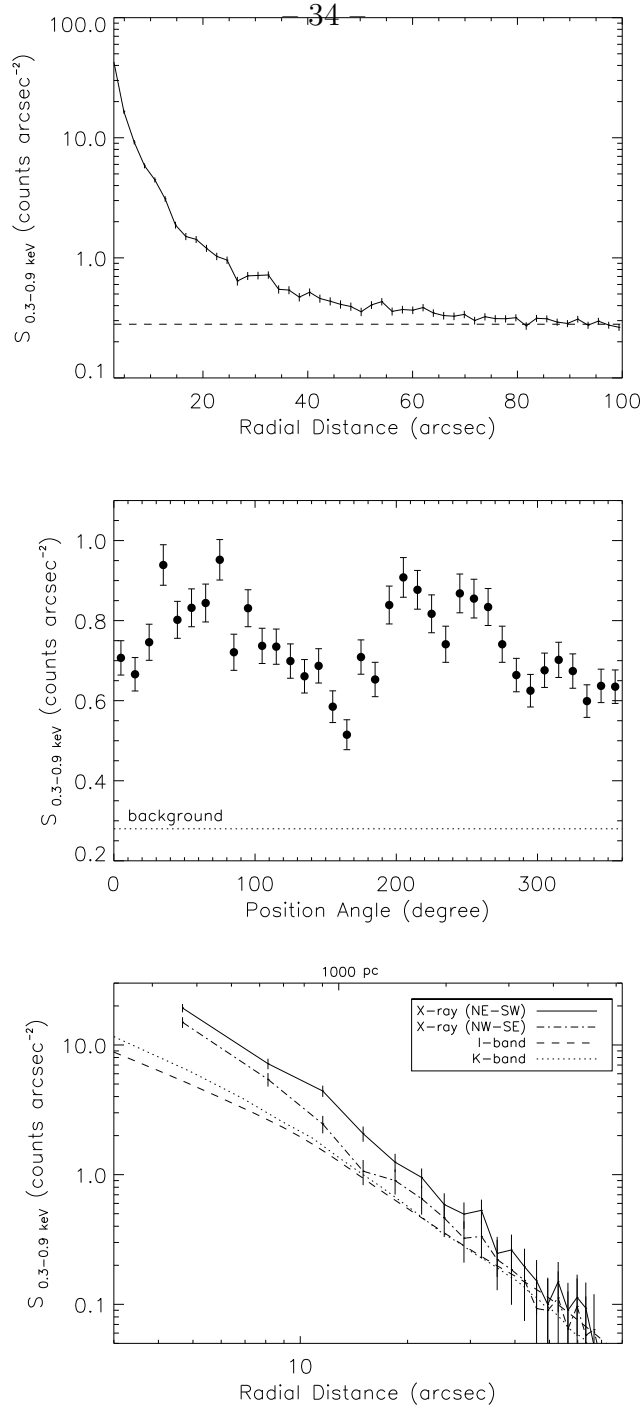 – 34 –
100.0
10.0
1.0
0.1
S 0.3−0.9 keV (counts arcsec−2)
20 40 60 80 100
Radial Distance (arcsec)
1.0
0.8
0.6
0.4
0.2
S 0.3−0.9 keV (counts arcsec−2)
background
0 100 200 300
Position Angle (degree)
1000 pc
X−ray (NE−SW)
X−ray (NW−SE)
I−band
K−band
10.0
1.0
0.1
S 0.3−0.9 keV (counts arcsec−2)
10
Radial Distance (arcsec)